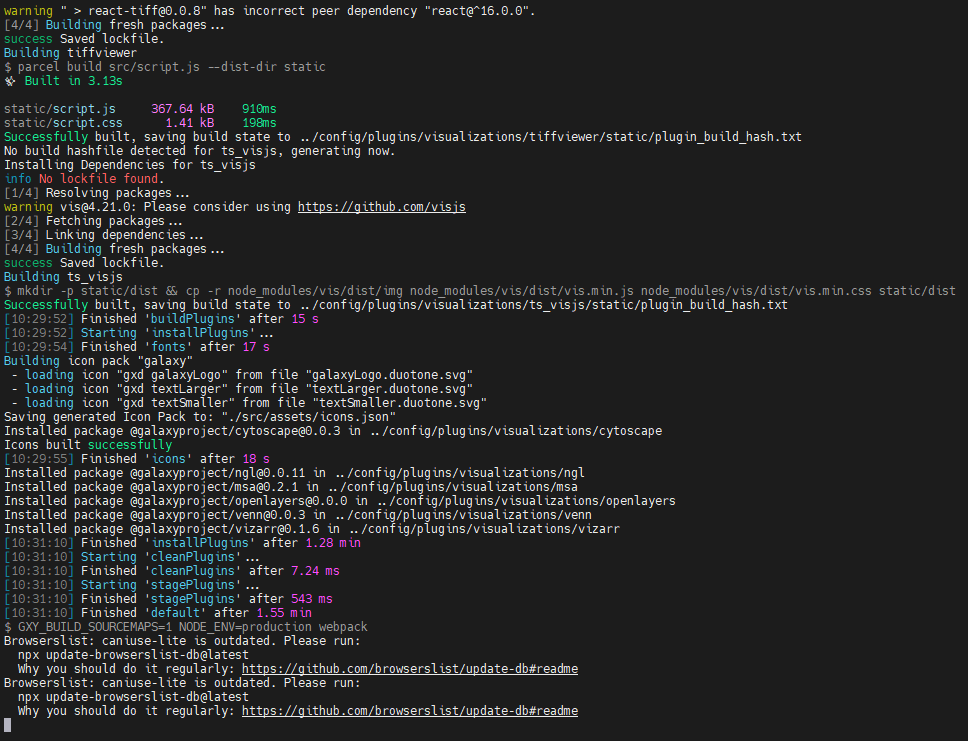 warning " > react-tiff@0.0.8" has incorrect peer dependency "react@^16.0.0".
[4/4] Building fresh packages...
success Saved lockfile.
Building tiffviewer
$ parcel build src/script.js --dist-dir static
✨ Built in 3.13s
static/script.js     367.64 kB    910ms
static/script.css      1.41 kB    198ms
Successfully built, saving build state to ../config/plugins/visualizations/tiffviewer/static/plugin_build_hash.txt
No build hashfile detected for ts_visjs, generating now.
Installing Dependencies for ts_visjs
info No lockfile found.
[1/4] Resolving packages...
warning vis@4.21.0: Please consider using https://github.com/visjs
[2/4] Fetching packages...
[3/4] Linking dependencies...
[4/4] Building fresh packages...
success Saved lockfile.
Building ts_visjs
$ mkdir -p static/dist && cp -r node_modules/vis/dist/img node_modules/vis/dist/vis.min.js node_modules/vis/dist/vis.min.css static/dist
Successfully built, saving build state to ../config/plugins/visualizations/ts_visjs/static/plugin_build_hash.txt
[10:29:52] Finished 'buildPlugins' after 15 s
[10:29:52] Starting 'installPlugins'...
[10:29:54] Finished 'fonts' after 17 s
Building icon pack "galaxy"
 - loading icon "gxd galaxyLogo" from file "galaxyLogo.duotone.svg"
 - loading icon "gxd textLarger" from file "textLarger.duotone.svg"
 - loading icon "gxd textSmaller" from file "textSmaller.duotone.svg"
Saving generated Icon Pack to: "./src/assets/icons.json"
Installed package @galaxyproject/cytoscape@0.0.3 in ../config/plugins/visualizations/cytoscape
Icons built successfully
[10:29:55] Finished 'icons' after 18 s
Installed package @galaxyproject/ngl@0.0.11 in ../config/plugins/visualizations/ngl
Installed package @galaxyproject/msa@0.2.1 in ../config/plugins/visualizations/msa
Installed package @galaxyproject/openlayers@0.0.0 in ../config/plugins/visualizations/openlayers
Installed package @galaxyproject/venn@0.0.3 in ../config/plugins/visualizations/venn
Installed package @galaxyproject/vizarr@0.1.6 in ../config/plugins/visualizations/vizarr
[10:31:10] Finished 'installPlugins' after 1.28 min
[10:31:10] Starting 'cleanPlugins'...
[10:31:10] Finished 'cleanPlugins' after 7.24 ms
[10:31:10] Starting 'stagePlugins'...
[10:31:10] Finished 'stagePlugins' after 543 ms
[10:31:10] Finished 'default' after 1.55 min
$ GXY_BUILD_SOURCEMAPS=1 NODE_ENV=production webpack
Browserslist: caniuse-lite is outdated. Please run:
  npx update-browserslist-db@latest
  Why you should do it regularly: https://github.com/browserslist/update-db#readme
Browserslist: caniuse-lite is outdated. Please run:
  npx update-browserslist-db@latest
  Why you should do it regularly: https://github.com/browserslist/update-db#readme